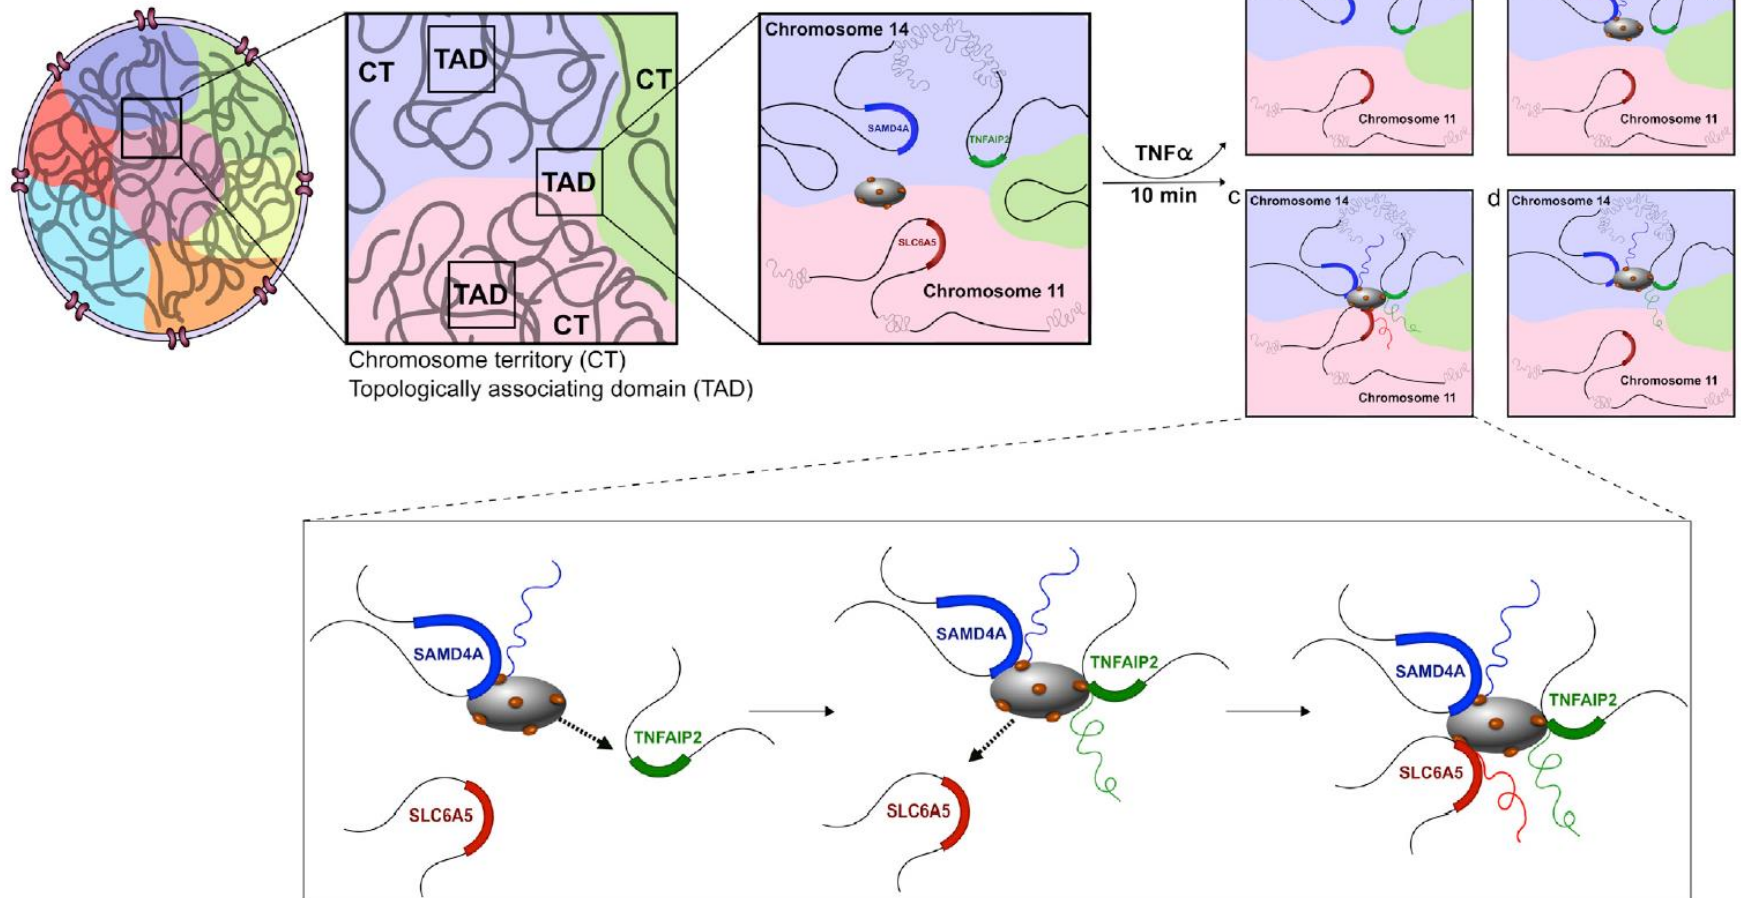 CT
TAD
CT
TAD
TAD
CT
Chromosome territory (CT)
Topologically associating domain (TAD)
Chromosome 14
SAMD4A
TNFAIP2
SLC6A5
Chromosome 11
TNFα
10 min
Chromosome 11
Chromosome 11
c
Chromosome 14
Chromosome 11
d
Chromosome 14
Chromosome 11
SAMD4A
TNFAIP2
SLC6A5
SAMD4A
TNFAIP2
SLC6A5
SAMD4A
TNFAIP2
SLC6A5